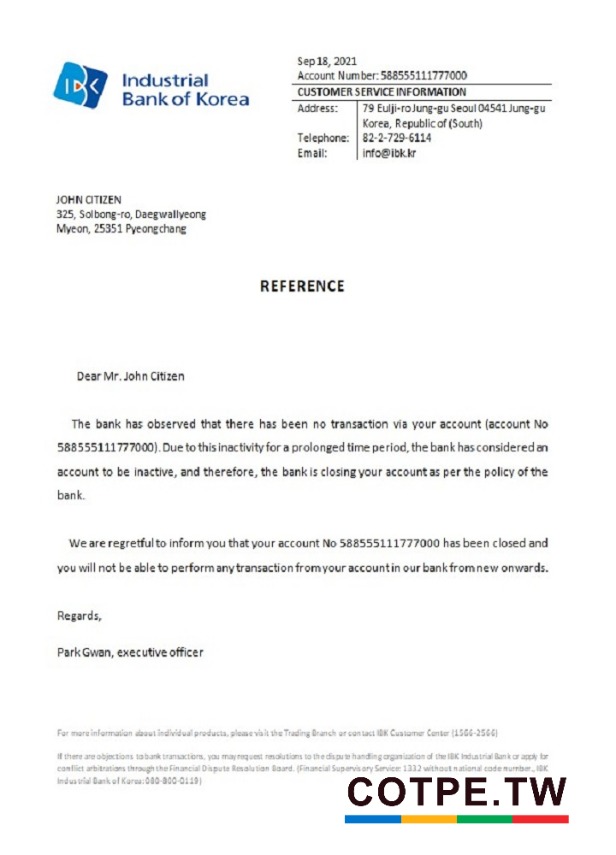 IBK
Industrial
Bank of Korea
Sep 18, 2021
Account Number: 588555111777000
CUSTOMER SERVICE INFORMATION
Address: 79 Eulji-ro Jung-gu Seoul 04541 Jung-gu
Korea, Republic of (South)
Telephone: 82-2-729-6114
Email: info@ibk.kr
JOHN CITIZEN
325, Solbong-ro, Daegwallyeong
Myeon, 25351 Pyeongchang
REFERENCE
Dear Mr. John Citizen
The bank has observed that there has been no transaction via your account (account No
588555111777000). Due to this inactivity for a prolonged time period, the bank has considered an
account to be inactive, and therefore, the bank is closing your account as per the policy of the
bank.
We are regretful to inform you that your account No 588555111777000 has been closed and
you will not be able to perform any transaction from your account in our bank from new onwards.
Regards,
Park Gwan, executive officer
For more information about individual products, please visit the Trading Branch or contact IBK Customer Center (1566-2566)
If there are objections to bank transactions, you may request resolutions to the dispute handling organization of the IBK Industrial Bank or apply for
conflict arbitrations through the Financial Dispute Resolution Board. (Financial Supervisory Service: 1332 without national code number., IBK
Industrial Bank of Korea: 080-800-0119)
COTPE.TW